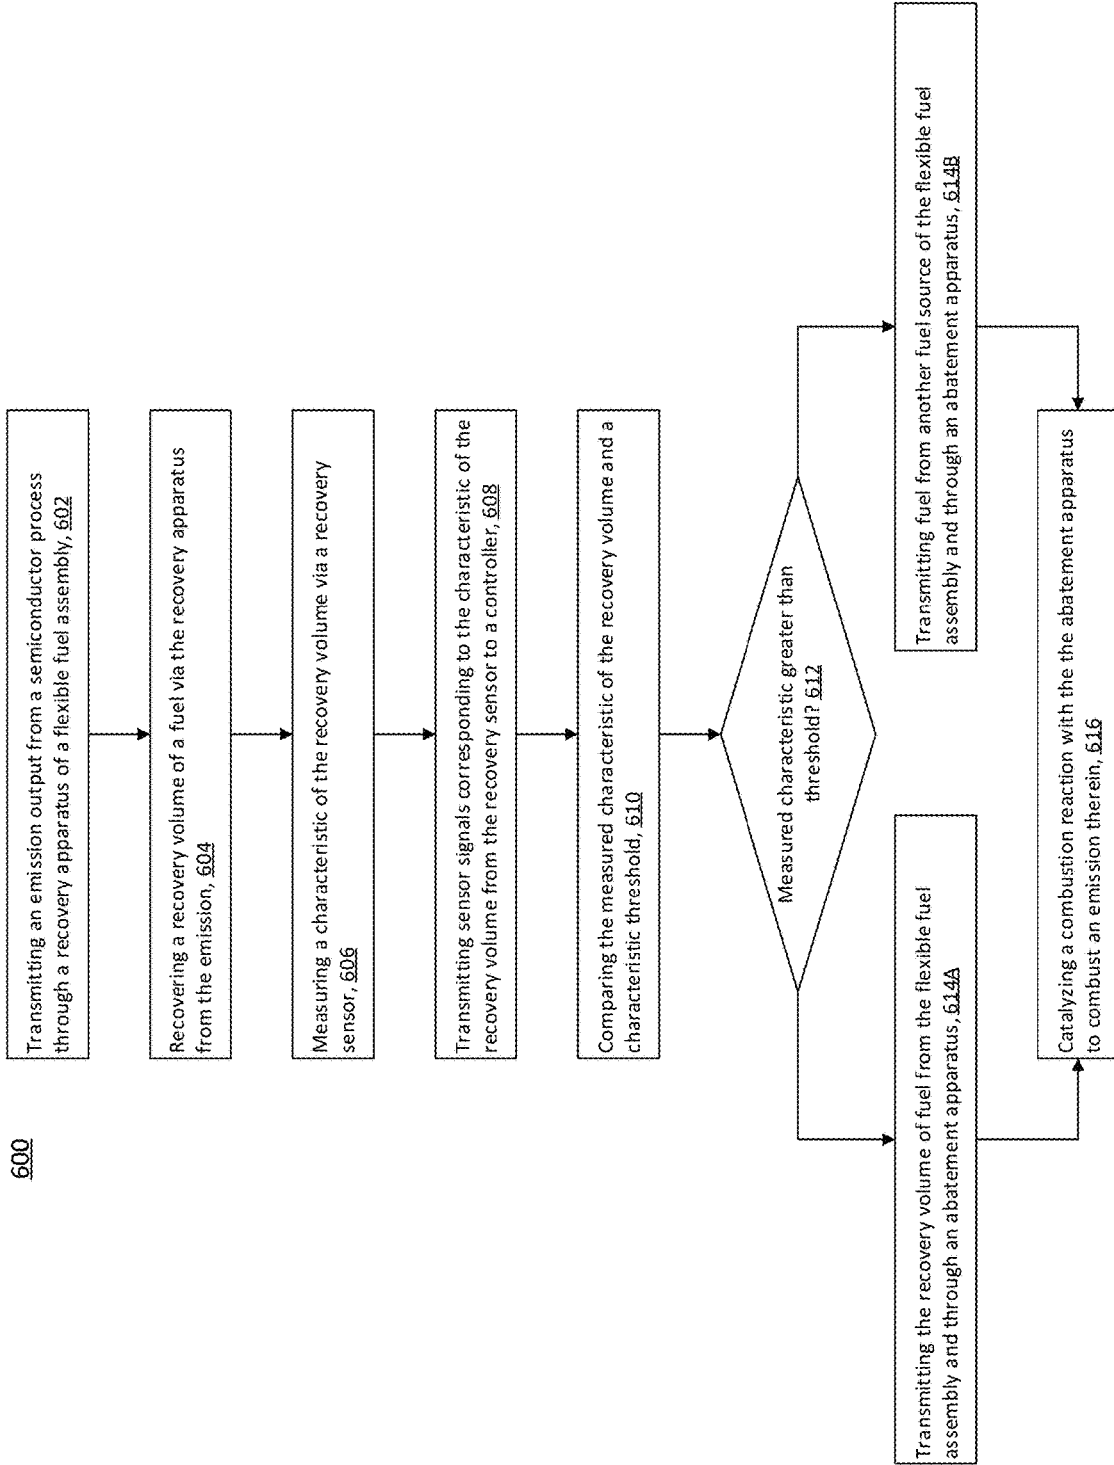 600
Transmitting an emission output from a semiconductor process
through a recovery apparatus of a flexible fuel assembly, 602
Recovering a recovery volume of a fuel via the recovery apparatus
from the emission, 604
Measuring a characteristic of the recovery volume via a recovery
sensor, 606
Transmitting sensor signals corresponding to the characteristic of the
recovery volume from the recovery sensor to a controller, 608
Comparing the measured characteristic of the recovery volume and a
characteristic threshold, 610
Measured characteristic greater than
threshold? 612
Transmitting the recovery volume of fuel from the flexible fuel
assembly and through an abatement apparatus, 614A
Transmitting fuel from another fuel source of the flexible fuel
assembly and through an abatement apparatus, 614B
Catalyzing a combustion reaction with the the abatement apparatus
to combust an emission therein, 616